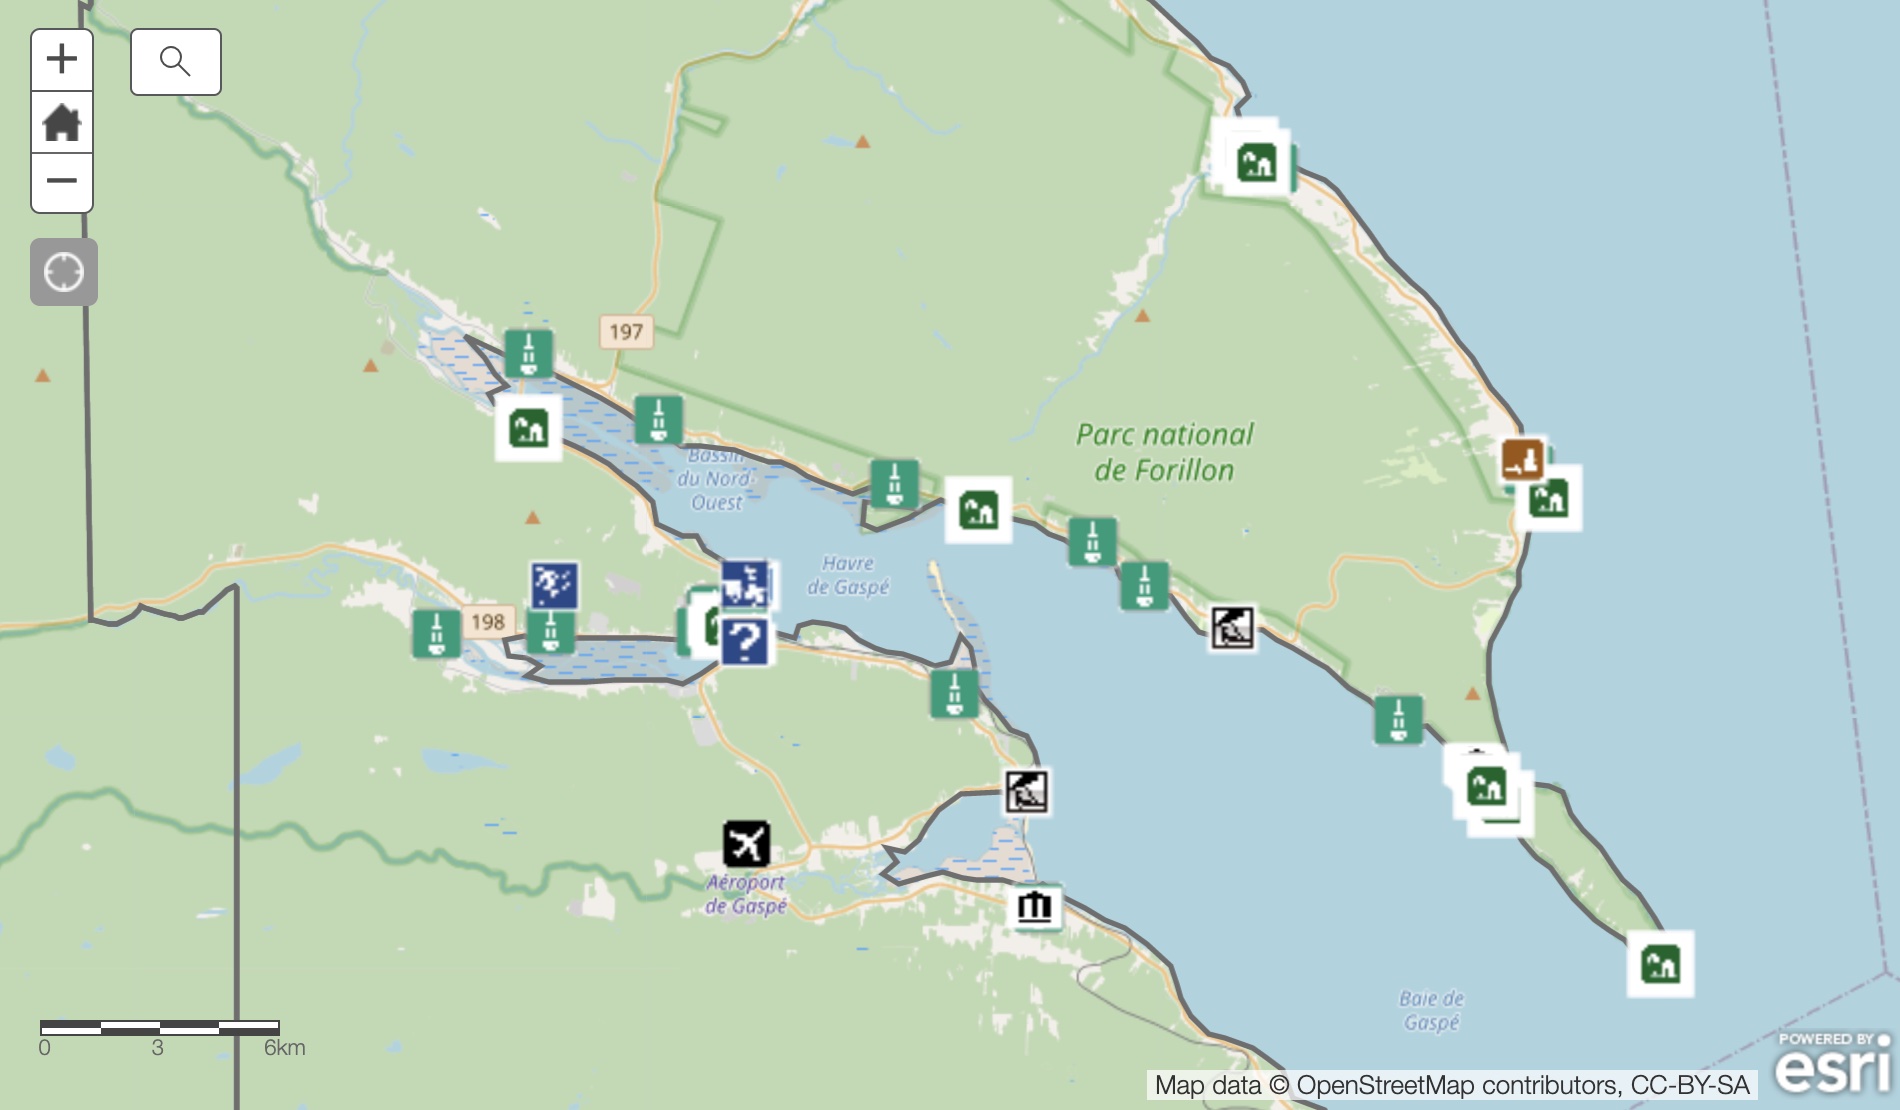 197
Parc national
de Forillon
Bassin
du Nord-
Ouest
Havre
de Gaspé
198
?
Aéroport
de Gaspé
Baie de
Gaspé
0 3 6km
POWERED BY
esri
Map data © OpenStreetMap contributors, CC-BY-SA